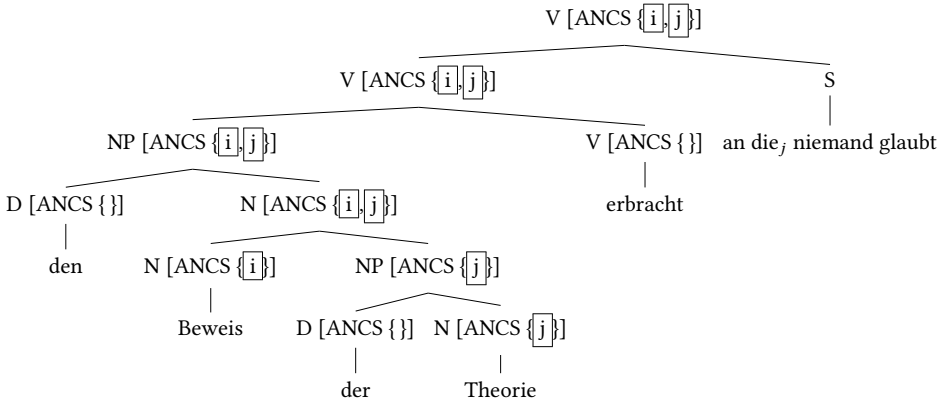 V [ANCS {i,j}]
V [ANCS {i,j}] S
NP [ANCS {i,j}] V [ANCS {}] an die_j niemand glaubt
D [ANCS {}] N [ANCS {i,j}] erbracht
den N [ANCS {i}] NP [ANCS {j}]
Beweis D [ANCS {}] N [ANCS {j}]
der Theorie